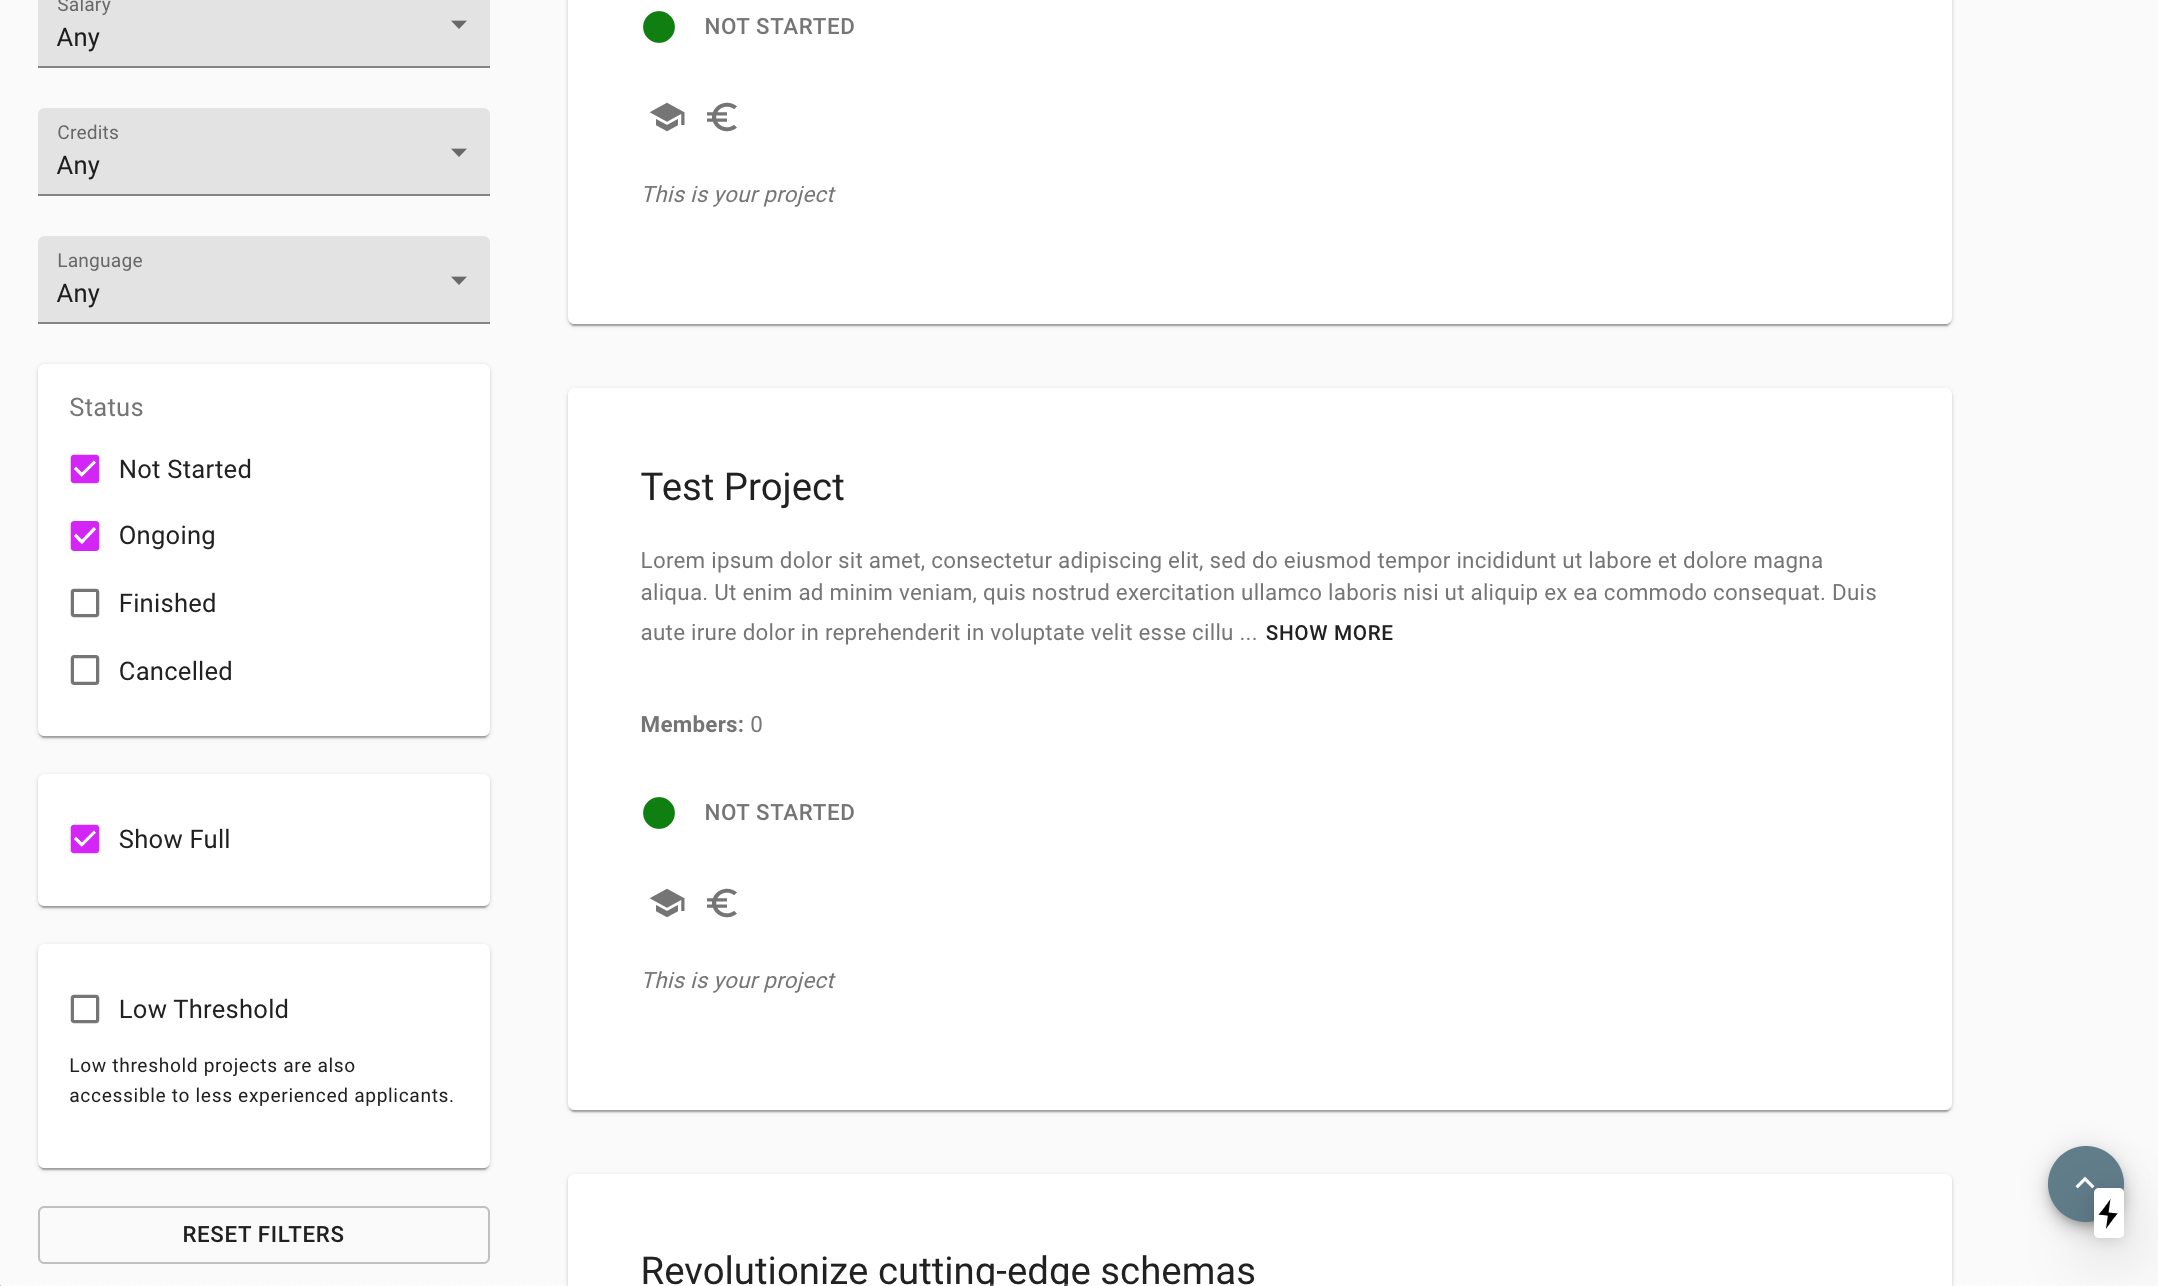 Salary
Any
Credits
Any
Language
Any
Status
Not Started
Ongoing
Finished
Cancelled
Show Full
Low Threshold
Low threshold projects are also
accessible to less experienced applicants.
RESET FILTERS
NOT STARTED
€
This is your project
Test Project
Lorem ipsum dolor sit amet, consectetur adipiscing elit, sed do eiusmod tempor incididunt ut labore et dolore magna
aliqua. Ut enim ad minim veniam, quis nostrud exercitation ullamco laboris nisi ut aliquip ex ea commodo consequat. Duis
aute irure dolor in reprehenderit in voluptate velit esse cillu ... SHOW MORE
Members: 0
NOT STARTED
€
This is your project
Revolutionize cutting-edge schemas